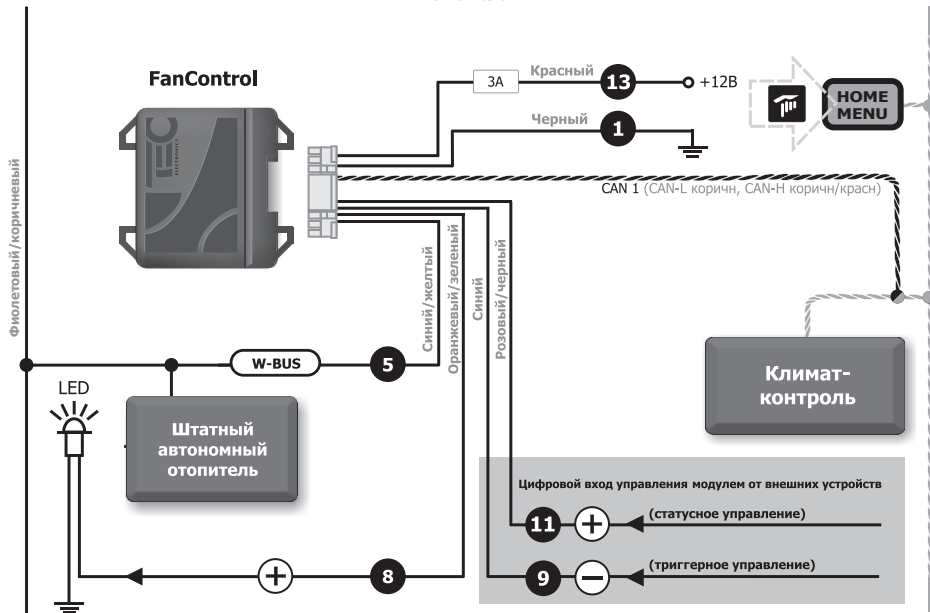 FanControl
3А
Красный
13
+12В
Черный
1
HOME
MENU
CAN 1 (CAN-L коричн, CAN-H коричн/красн)
ELECTRONICS
Фиолетовый/коричневый
Синий/желтый
Оранжевый/зеленый
Синий
Розовый/черный
W-BUS
5
LED
Штатный
автономный
отопитель
Климат-
контроль
Цифровой вход управления модулем от внешних устройств
11
+
(статусное управление)
9
−
(триггерное управление)
+
8